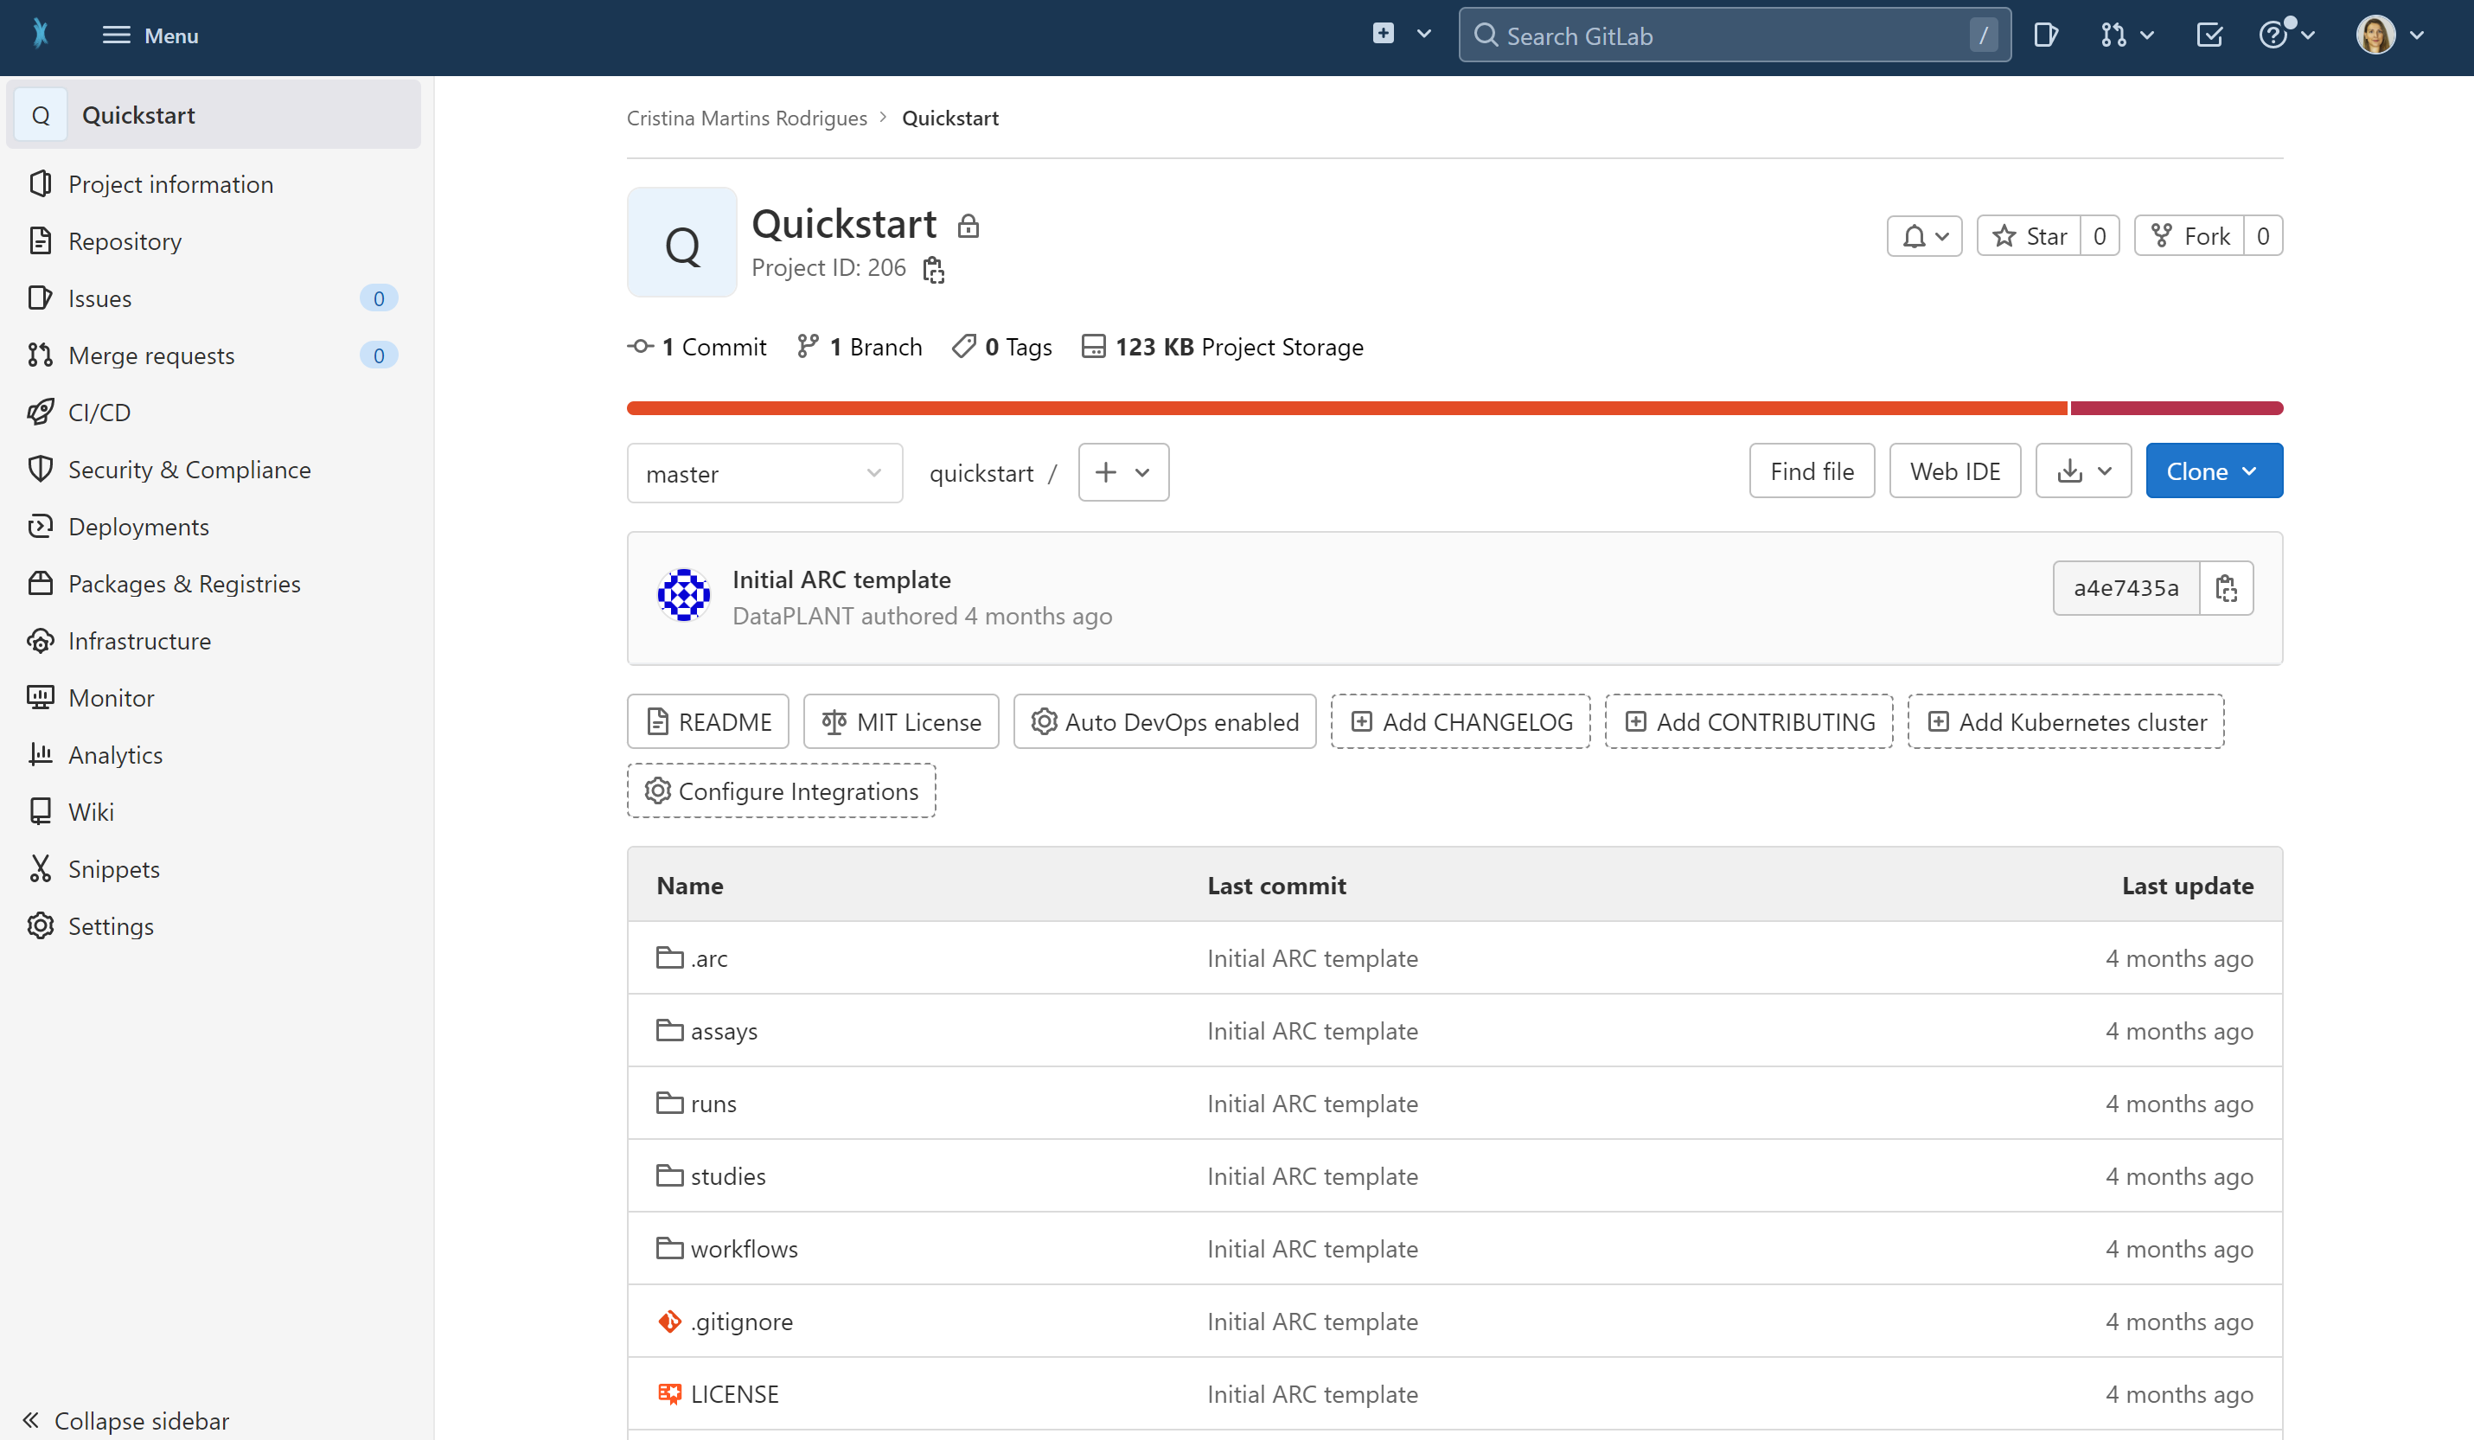 Menu
Search GitLab /
Q Quickstart
Project information
Repository
Issues 0
Merge requests 0
CI/CD
Security & Compliance
Deployments
Packages & Registries
Infrastructure
Monitor
Analytics
Wiki
Snippets
Settings
Collapse sidebar
Cristina Martins Rodrigues > Quickstart
Q
Quickstart
Project ID: 206
Star 0
Fork 0
1 Commit 1 Branch 0 Tags 123 KB Project Storage
master quickstart / Find file Web IDE Clone
Initial ARC template
DataPLANT authored 4 months ago
a4e7435a
README MIT License Auto DevOps enabled Add CHANGELOG Add CONTRIBUTING Add Kubernetes cluster
Configure Integrations
Name Last commit Last update
.arc Initial ARC template 4 months ago
assays Initial ARC template 4 months ago
runs Initial ARC template 4 months ago
studies Initial ARC template 4 months ago
workflows Initial ARC template 4 months ago
.gitignore Initial ARC template 4 months ago
LICENSE Initial ARC template 4 months ago